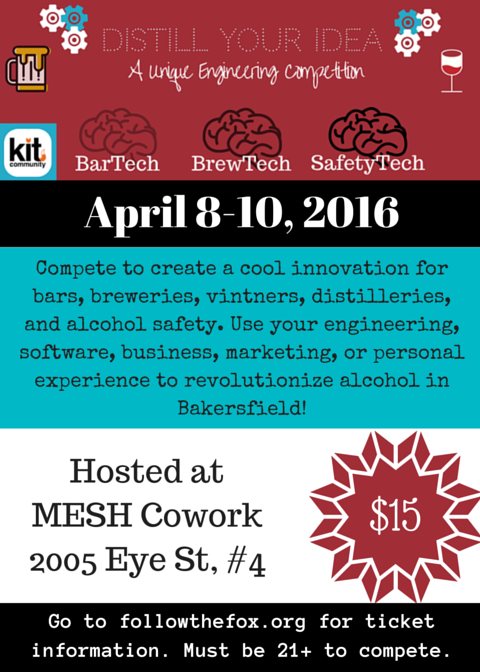 DISTILL YOUR IDEA
A Unique Engineering Competition
kit
community
BarTech BrewTech SafetyTech
April 8-10, 2016
Compete to create a cool innovation for
bars, breweries, vintners, distilleries,
and alcohol safety. Use your engineering,
software, business, marketing, or personal
experience to revolutionize alcohol in
Bakersfield!
Hosted at
MESH Cowork
2005 Eye St, #4
$15
Go to followthefox.org for ticket
information. Must be 21+ to compete.